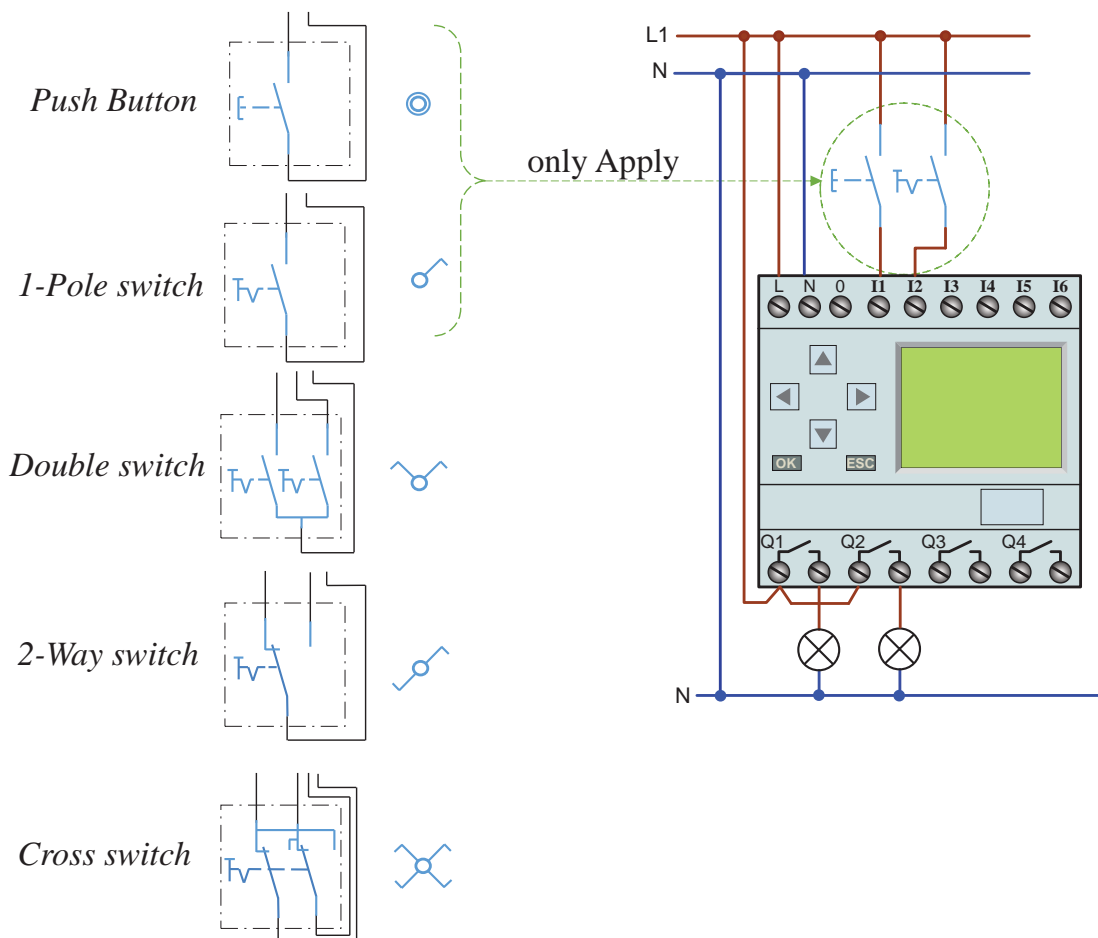 Push Button
1-Pole switch
Double switch
2-Way switch
Cross switch
only Apply
L1
N
L N 0 I1 I2 I3 I4 I5 I6
OK ESC
Q1 Q2 Q3 Q4
N